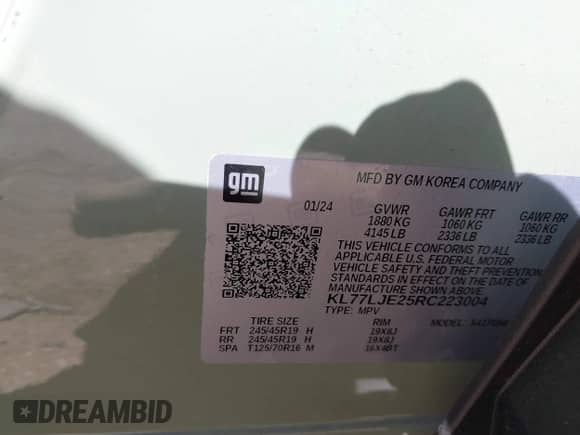 gm
MFD BY GM KOREA COMPANY
01/24 GVWR GAWR FRT GAWR RR
1880 KG 1060 KG 1060 KG
4145 LB 2336 LB 2336 LB
THIS VEHICLE CONFORMS TO ALL
APPLICABLE U.S. FEDERAL MOTOR
VEHICLE SAFETY AND THEFT PREVENTION
STANDARDS IN EFFECT ON THE DATE OF
MANUFACTURE SHOWN ABOVE.
KL77LJE25RC223004
TYPE: MPV MODEL:
TIRE SIZE RIM
FRT 245/45R19 H 19X8J
RR 245/45R19 H 19X8J
SPA T125/70R16 M 16X4BT
DREAMBID